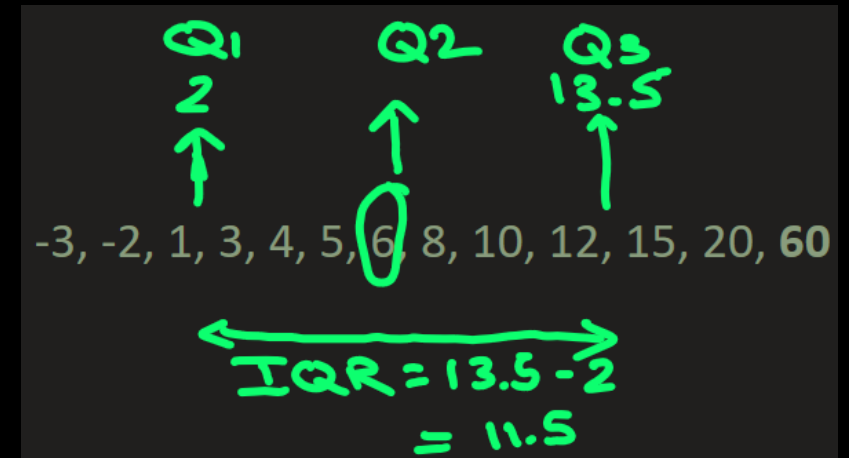 Q1 Q2 Q3
2 13.5
-3, -2, 1, 3, 4, 5, 6, 8, 10, 12, 15, 20, 60
IQR = 13.5 - 2
= 11.5